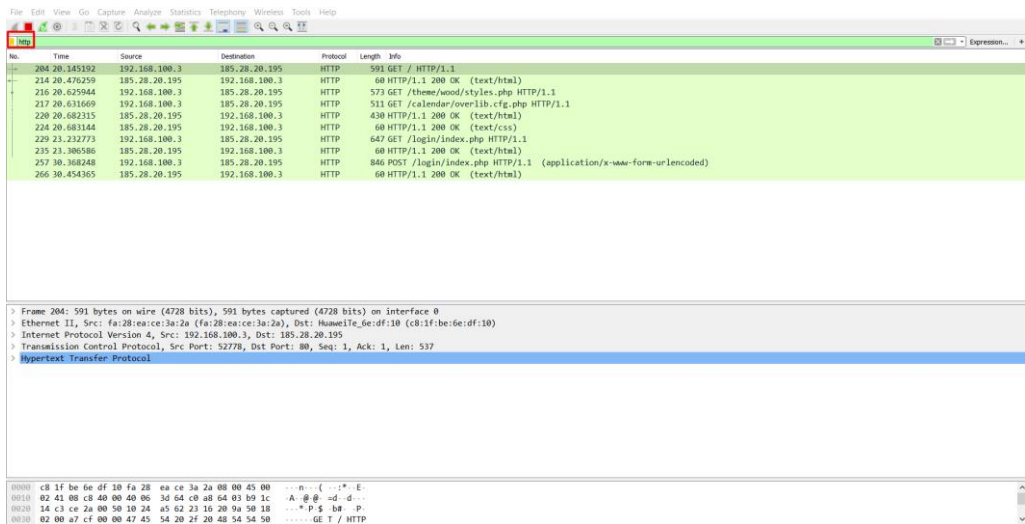 File Edit View Go Capture Analyze Statistics Telephony Wireless Tools Help
http
Expression... +
No. Time Source Destination Protocol Length Info
204 20.145192 192.168.100.3 185.28.20.195 HTTP 591 GET / HTTP/1.1
214 20.476259 185.28.20.195 192.168.100.3 HTTP 60 HTTP/1.1 200 OK (text/html)
216 20.625944 192.168.100.3 185.28.20.195 HTTP 573 GET /theme/wood/styles.php HTTP/1.1
217 20.631669 192.168.100.3 185.28.20.195 HTTP 511 GET /calendar/overlib.cfg.php HTTP/1.1
220 20.682315 185.28.20.195 192.168.100.3 HTTP 430 HTTP/1.1 200 OK (text/html)
224 20.683144 185.28.20.195 192.168.100.3 HTTP 60 HTTP/1.1 200 OK (text/css)
229 23.232773 192.168.100.3 185.28.20.195 HTTP 647 GET /login/index.php HTTP/1.1
235 23.306586 185.28.20.195 192.168.100.3 HTTP 60 HTTP/1.1 200 OK (text/html)
257 30.368248 192.168.100.3 185.28.20.195 HTTP 846 POST /login/index.php HTTP/1.1 (application/x-www-form-urlencoded)
266 30.454365 185.28.20.195 192.168.100.3 HTTP 60 HTTP/1.1 200 OK (text/html)
> Frame 204: 591 bytes on wire (4728 bits), 591 bytes captured (4728 bits) on interface 0
> Ethernet II, Src: fa:28:ea:ce:3a:2a (fa:28:ea:ce:3a:2a), Dst: HuaweiTe_6e:df:10 (c8:1f:be:6e:df:10)
> Internet Protocol Version 4, Src: 192.168.100.3, Dst: 185.28.20.195
> Transmission Control Protocol, Src Port: 52778, Dst Port: 80, Seq: 1, Ack: 1, Len: 537
> Hypertext Transfer Protocol
0000 c8 1f be 6e df 10 fa 28 ea ce 3a 2a 08 00 45 00 ···n···( ··:*··E·
0010 02 41 08 c8 40 00 40 06 3d 64 c0 a8 64 03 b9 1c ·A··@·@· =d··d···
0020 14 c3 ce 2a 00 50 10 24 a5 62 23 16 20 9a 50 18 ···*·P·$ ·b#· ·P·
0030 02 00 a7 cf 00 00 47 45 54 20 2f 20 48 54 54 50 ······GE T / HTTP